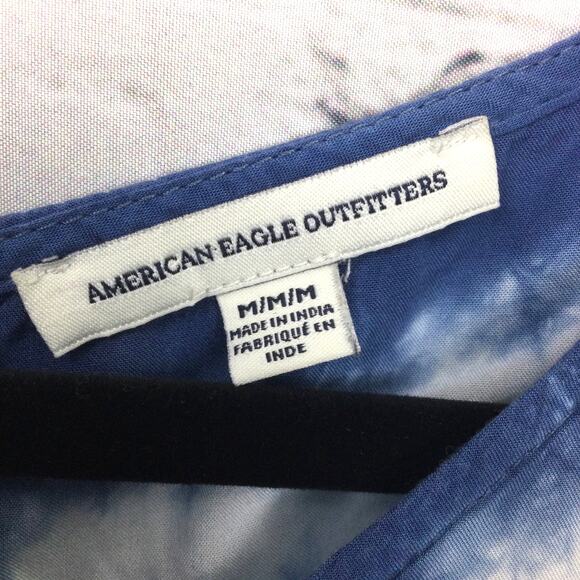 AMERICAN EAGLE OUTFITTERS
M/M/M
MADE IN INDIA
FABRIQUÉ EN
INDE